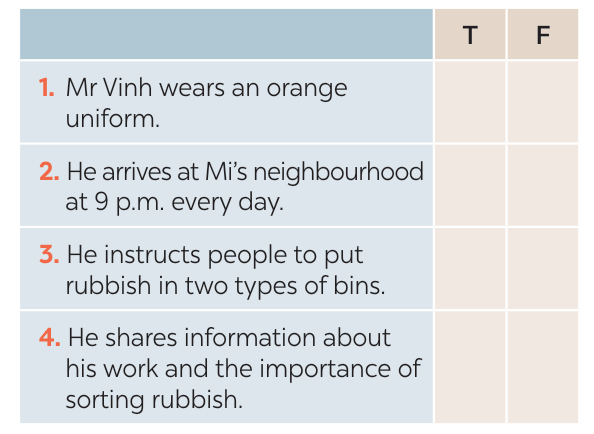 T F
1. Mr Vinh wears an orange
uniform.
2. He arrives at Mi's neighbourhood
at 9 p.m. every day.
3. He instructs people to put
rubbish in two types of bins.
4. He shares information about
his work and the importance of
sorting rubbish.